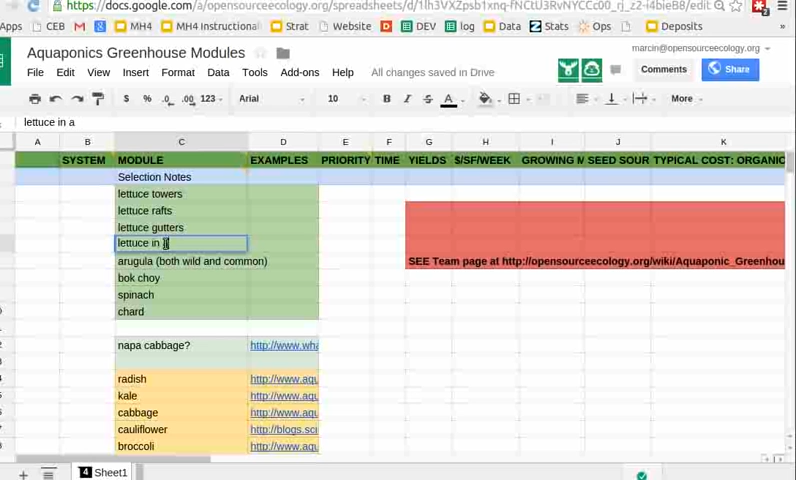 https://docs.google.com/a/opensourceecology.org/spreadsheets/d/1lh3VXZpsb1xnq-fNCtU3RvNYCCc00_rj_z2-i4bieB8/edit
Apps CEB MH4 MH4 Instructional Strat Website DEV log Data Stats Ops Deposits
Aquaponics Greenhouse Modules
marcin@opensourceecology.org
File Edit View Insert Format Data Tools Add-ons Help All changes saved in Drive
Comments Share
$ % .0 .00 123 Arial 10 B I S A More
lettuce in a
A B C D E F G H I J K
SYSTEM MODULE EXAMPLES PRIORITY TIME YIELDS $/SF/WEEK GROWING M SEED SOUR TYPICAL COST: ORGANIC
Selection Notes
lettuce towers
lettuce rafts
lettuce gutters
lettuce in a
arugula (both wild and common) SEE Team page at http://opensourceecology.org/wiki/Aquaponic_Greenhou
bok choy
spinach
chard
napa cabbage? http://www.wha
radish http://www.aqu
kale http://www.aqu
cabbage http://www.aqu
cauliflower http://blogs.sci
broccoli http://www.aqu
4 Sheet1